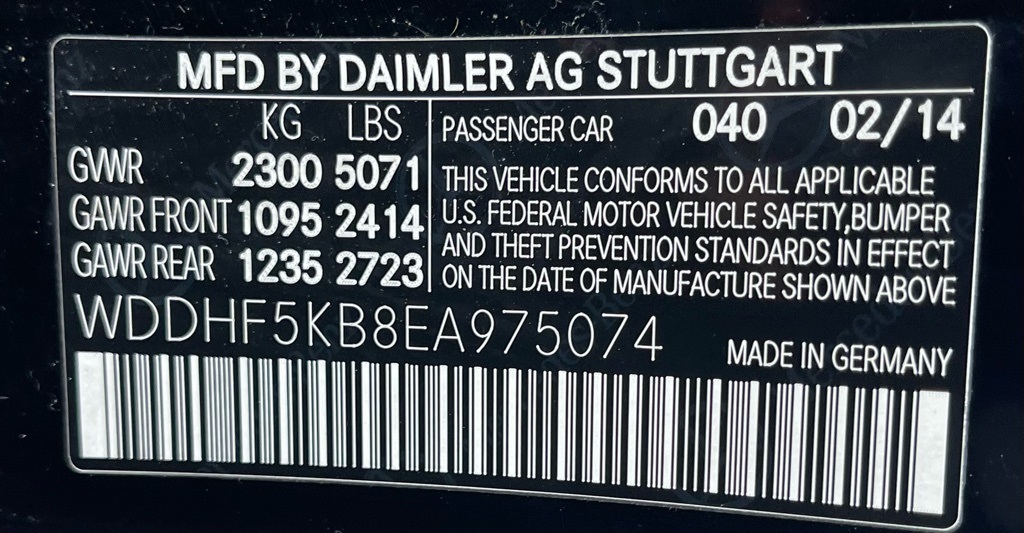 MFD BY DAIMLER AG STUTTGART
KG LBS
GVWR 2300 5071
GAWR FRONT 1095 2414
GAWR REAR 1235 2723
PASSENGER CAR 040 02/14
THIS VEHICLE CONFORMS TO ALL APPLICABLE
U.S. FEDERAL MOTOR VEHICLE SAFETY,BUMPER
AND THEFT PREVENTION STANDARDS IN EFFECT
ON THE DATE OF MANUFACTURE SHOWN ABOVE
WDDHF5KB8EA975074
MADE IN GERMANY